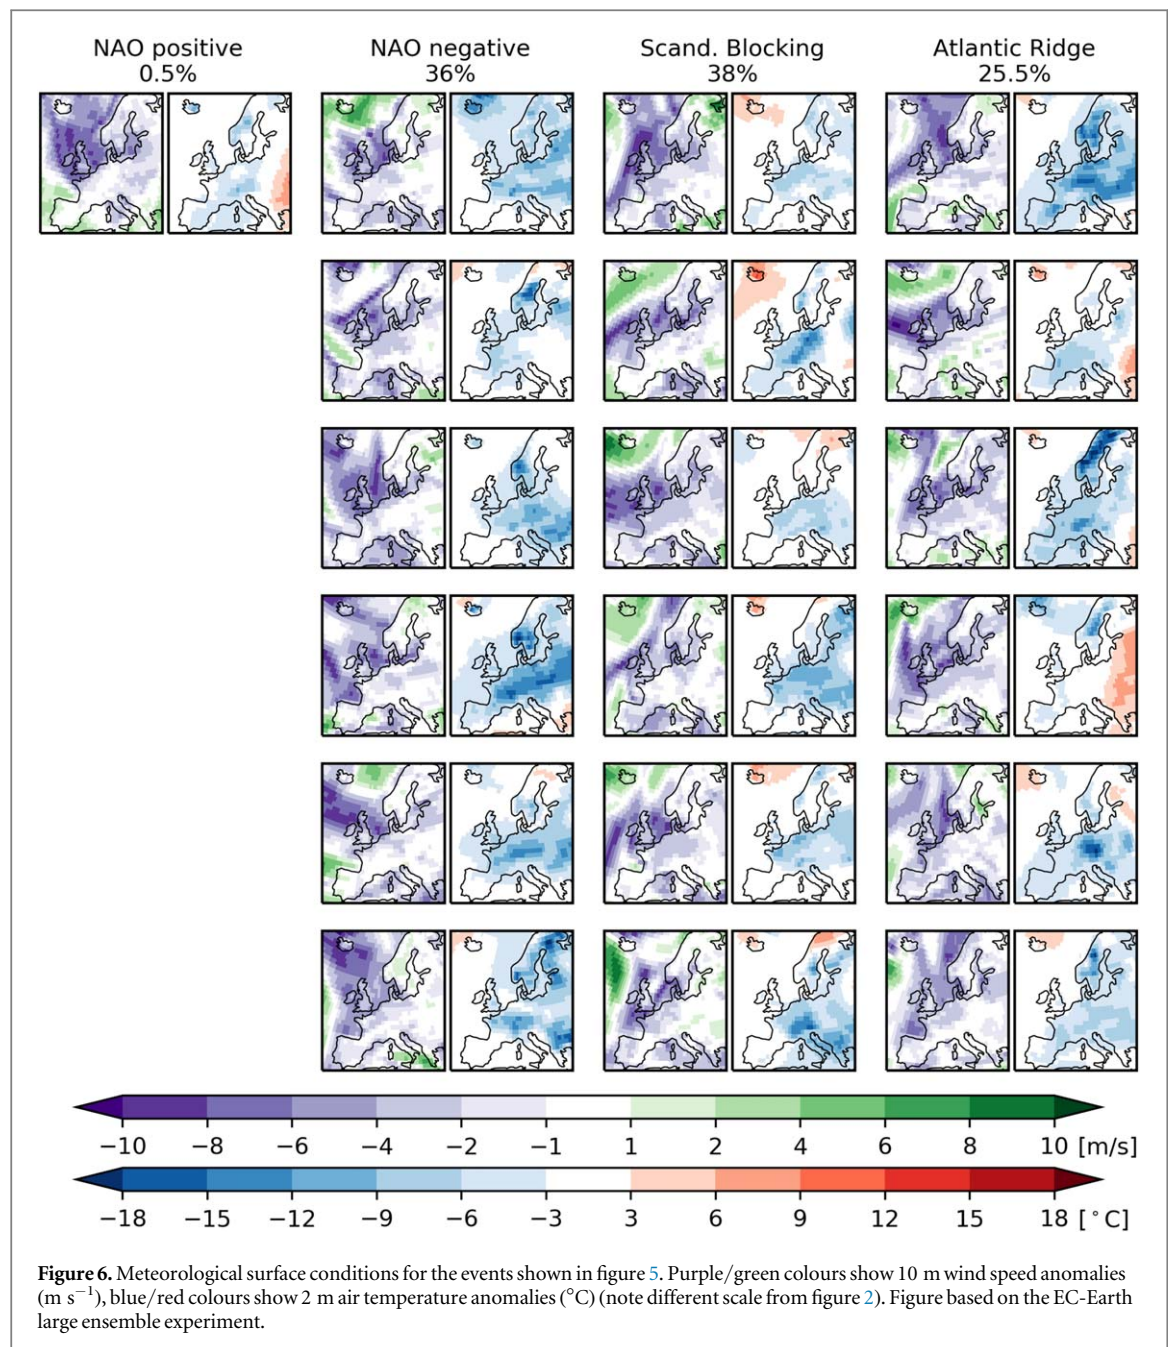 NAO positive
0.5%
NAO negative
36%
Scand. Blocking
38%
Atlantic Ridge
25.5%
−10 −8 −6 −4 −2 −1 1 2 4 6 8 10 [m/s]
−18 −15 −12 −9 −6 −3 3 6 9 12 15 18 [°C]
Figure 6. Meteorological surface conditions for the events shown in figure 5. Purple/green colours show 10 m wind speed anomalies
(m s⁻¹), blue/red colours show 2 m air temperature anomalies (°C) (note different scale from figure 2). Figure based on the EC-Earth
large ensemble experiment.